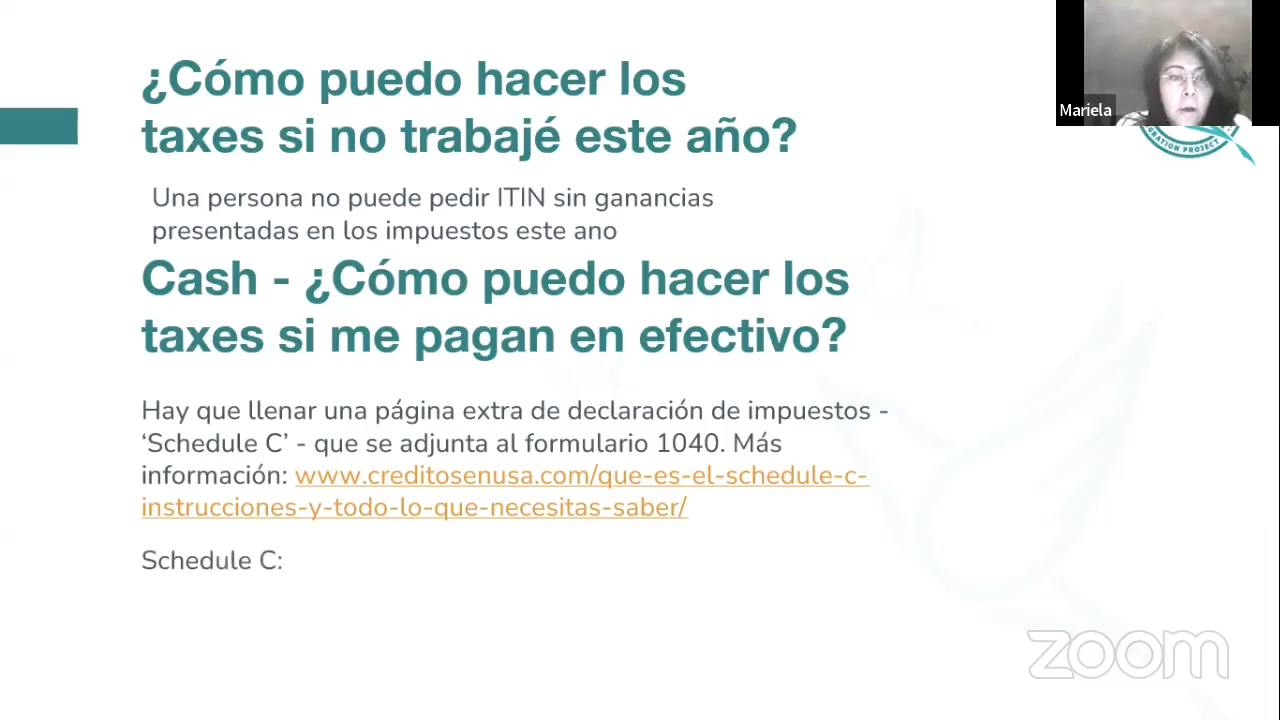 ¿Cómo puedo hacer los
taxes si no trabajé este año?
Una persona no puede pedir ITIN sin ganancias
presentadas en los impuestos este ano
Cash - ¿Cómo puedo hacer los
taxes si me pagan en efectivo?
Hay que llenar una página extra de declaración de impuestos -
‘Schedule C’ - que se adjunta al formulario 1040. Más
información: www.creditosenusa.com/que-es-el-schedule-c-
instrucciones-y-todo-lo-que-necesitas-saber/
Schedule C:
Mariela
PROJECT
zoom